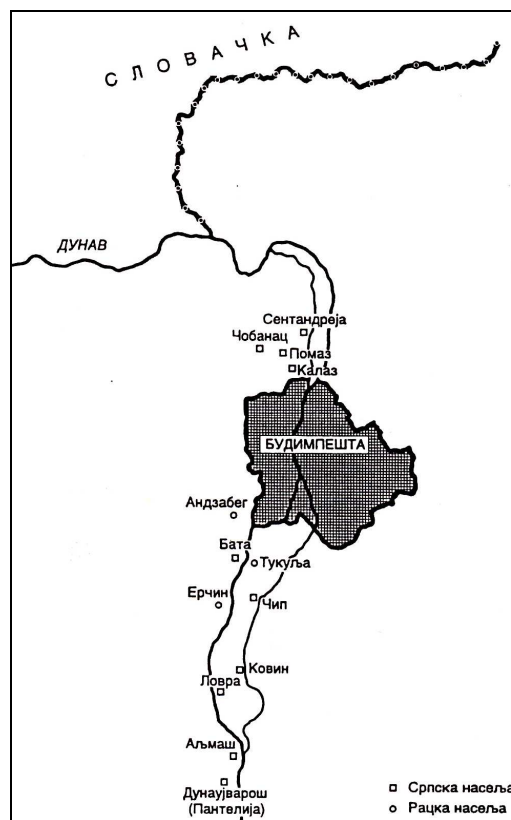 СЛОВАЧКА
ДУНАВ
Сентандреја
Чобанац
Помаз
Калаз
БУДИМПЕШТА
Андзабег
Бата
Тукуља
Ерчин
Чип
Ковин
Ловра
Аљмаш
Дунаујварош
(Пантелија)
Српска насеља
Рацка насеља